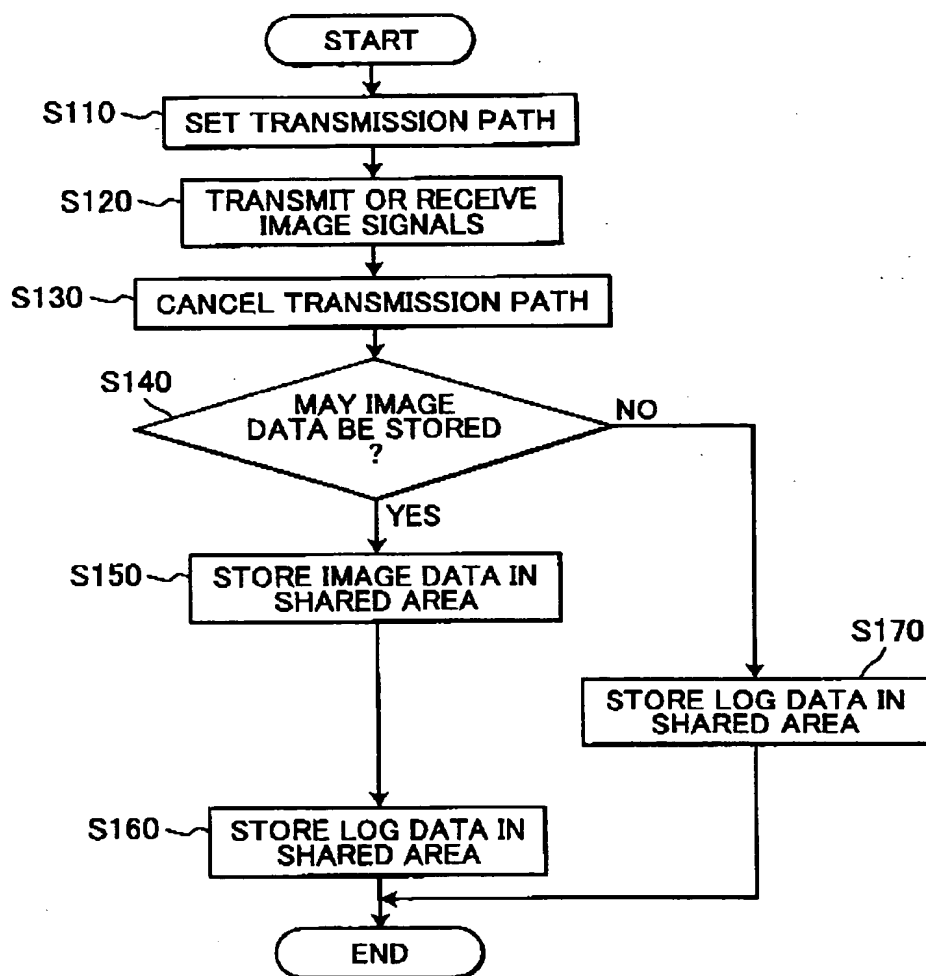 START
S110
SET TRANSMISSION PATH
S120
TRANSMIT OR RECEIVE
IMAGE SIGNALS
S130
CANCEL TRANSMISSION PATH
S140
MAY IMAGE
DATA BE STORED
?
NO
YES
S150
STORE IMAGE DATA IN
SHARED AREA
S170
STORE LOG DATA IN
SHARED AREA
S160
STORE LOG DATA IN
SHARED AREA
END